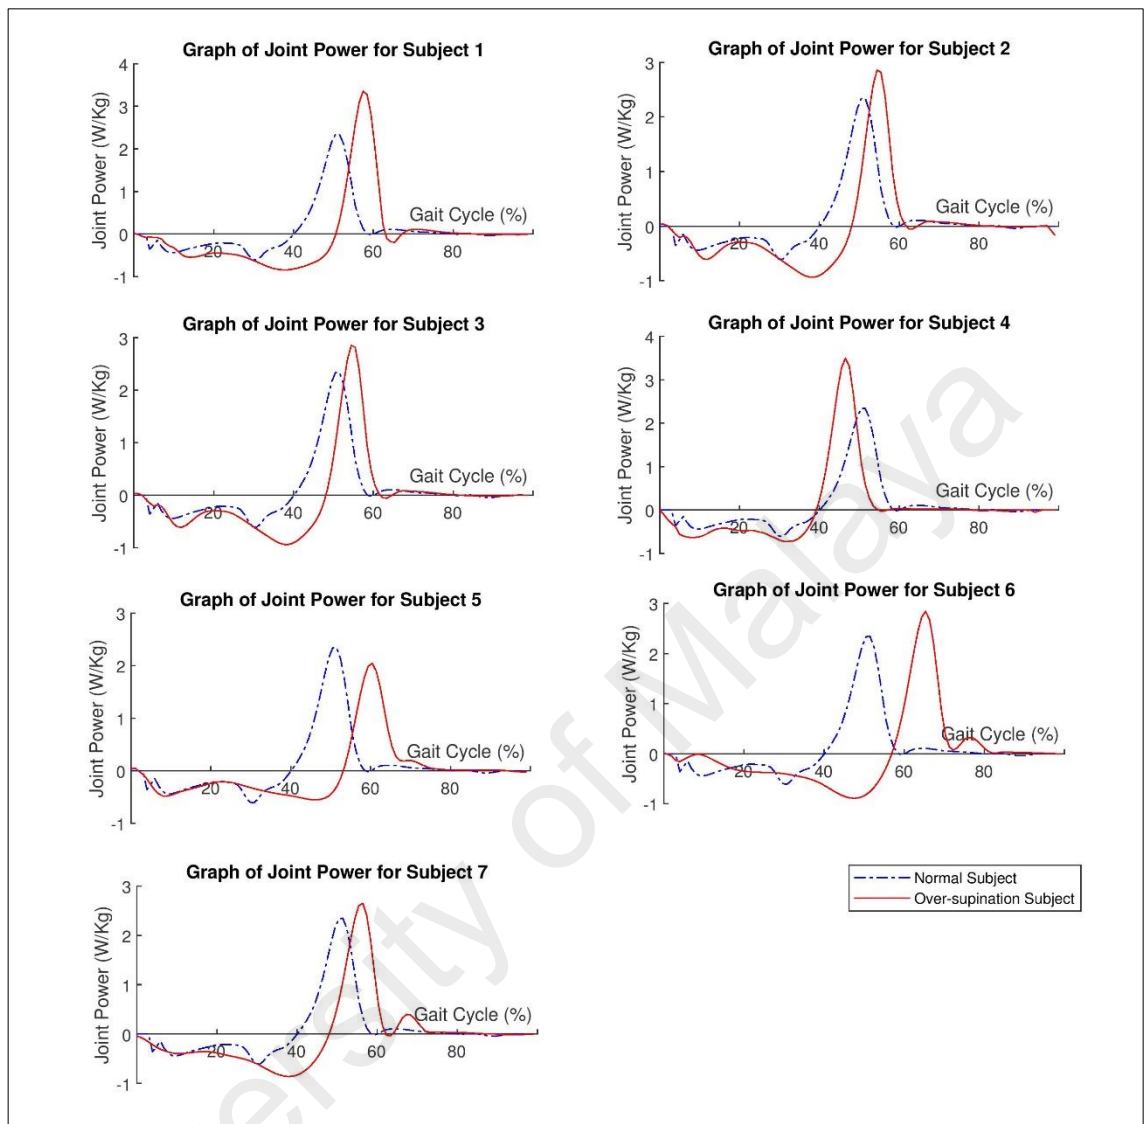 Graph of Joint Power for Subject 1
Joint Power (W/Kg)
4
3
2
1
0
-1
20
40
60
80
Gait Cycle (%)
Graph of Joint Power for Subject 2
Joint Power (W/Kg)
3
2
1
0
-1
20
40
60
80
Gait Cycle (%)
Graph of Joint Power for Subject 3
Joint Power (W/Kg)
3
2
1
0
-1
20
40
60
80
Gait Cycle (%)
Graph of Joint Power for Subject 4
Joint Power (W/Kg)
4
3
2
1
0
-1
20
40
60
80
Gait Cycle (%)
Graph of Joint Power for Subject 5
Joint Power (W/Kg)
3
2
1
0
-1
20
40
60
80
Gait Cycle (%)
Graph of Joint Power for Subject 6
Joint Power (W/Kg)
3
2
1
0
-1
20
40
60
80
Gait Cycle (%)
Graph of Joint Power for Subject 7
Joint Power (W/Kg)
3
2
1
0
-1
20
40
60
80
Gait Cycle (%)
Normal Subject
Over-supination Subject
ersity of Malaya